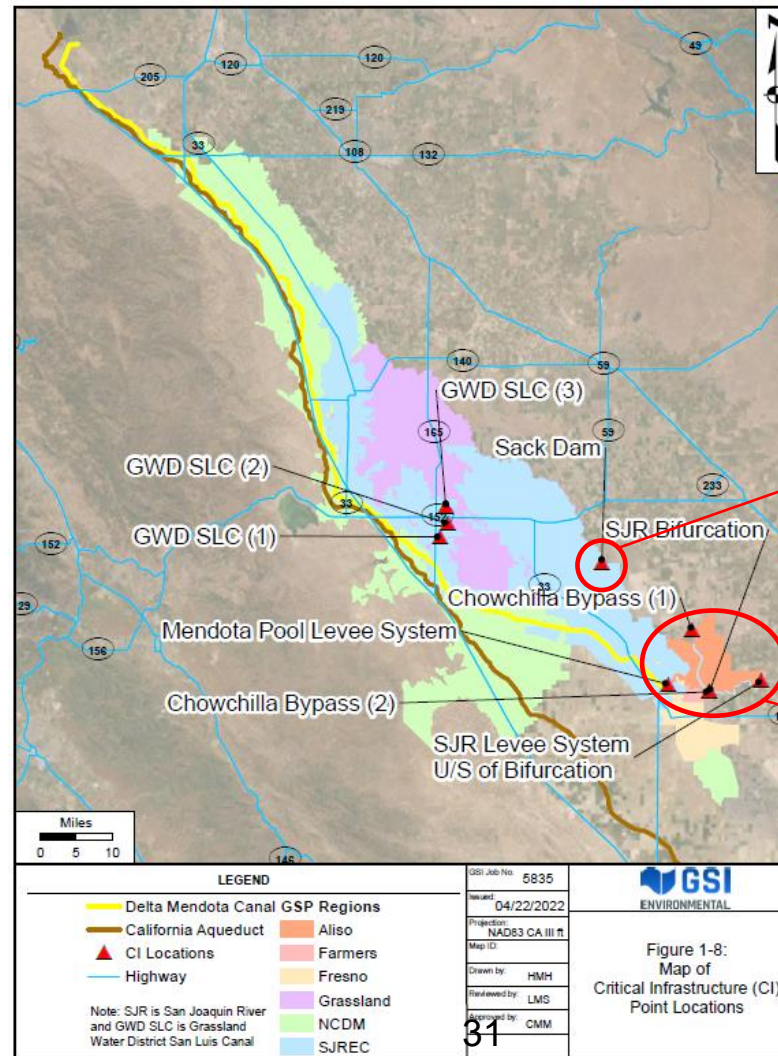 205
120
120
49
219
33
108
132
140
59
GWD SLC (3)
165
59
Sack Dam
GWD SLC (2)
233
33
152
SJR Bifurcation
GWD SLC (1)
152
33
Chowchilla Bypass (1)
29
Mendota Pool Levee System
156
Chowchilla Bypass (2)
SJR Levee System
U/S of Bifurcation
Miles
0 5 10
146
LEGEND
Delta Mendota Canal
California Aqueduct
CI Locations
Highway
Note: SJR is San Joaquin River
and GWD SLC is Grassland
Water District San Luis Canal
GSP Regions
Aliso
Farmers
Fresno
Grassland
NCDM
SJREC
GSI Job No. 5835
Issued: 04/22/2022
Projection: NAD83 CA III ft
Map ID:
Drawn by: HMH
Reviewed by: LMS
Approved by: CMM
31
GSI
ENVIRONMENTAL
Figure 1-8:
Map of
Critical Infrastructure (CI)
Point Locations